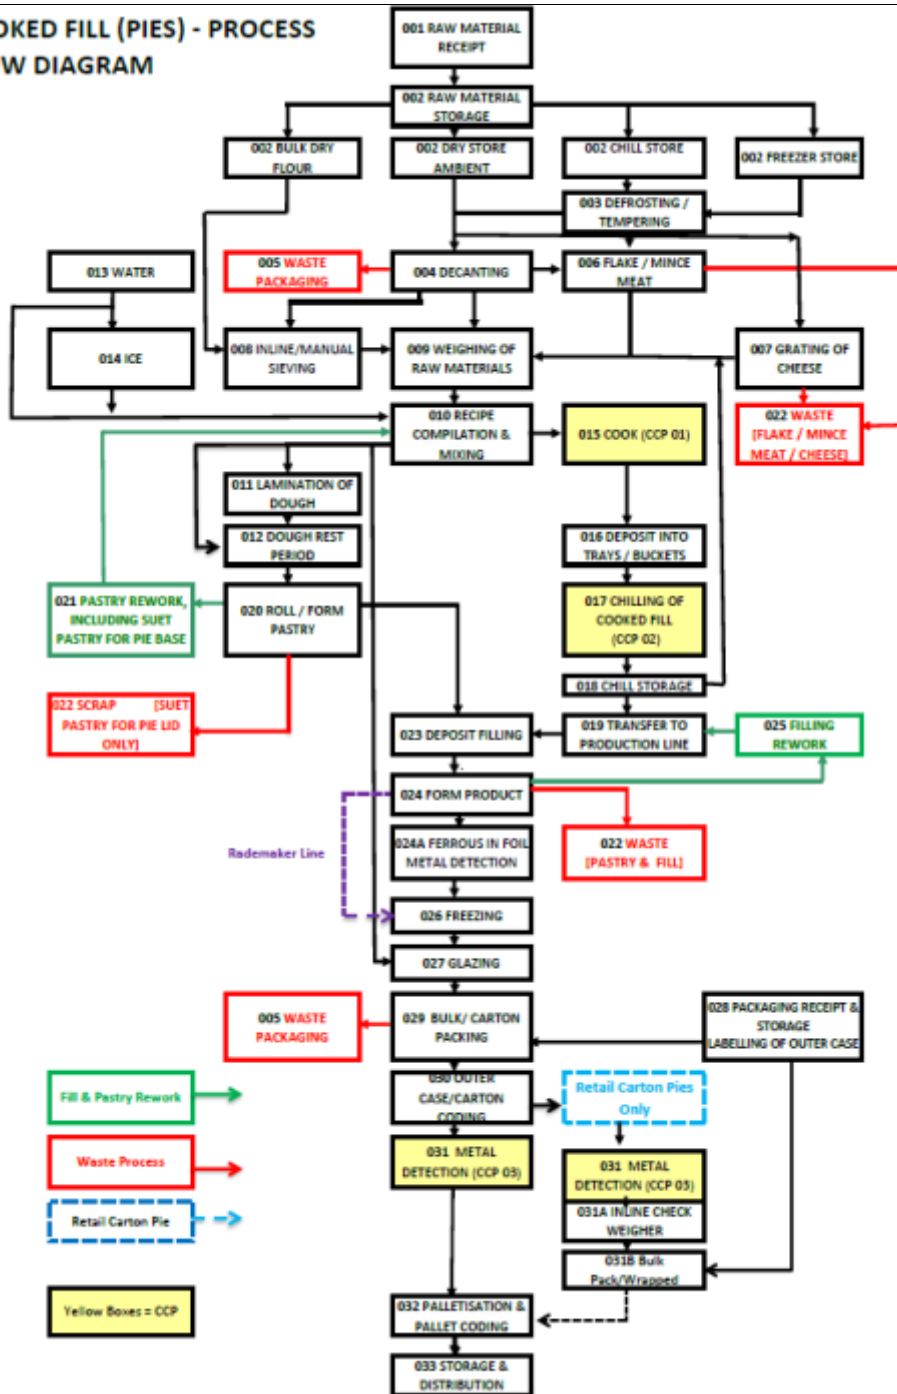 OKED FILL (PIES) - PROCESS
W DIAGRAM
001 RAW MATERIAL
RECEIPT
002 RAW MATERIAL
STORAGE
002 BULK DRY
FLOUR
002 DRY STORE
AMBIENT
002 CHILL STORE
002 FREEZER STORE
003 DEFROSTING /
TEMPERING
013 WATER
005 WASTE
PACKAGING
004 DECANTING
006 FLAKE / MINCE
MEAT
014 ICE
008 INLINE/MANUAL
SIEVING
009 WEIGHING OF
RAW MATERIALS
007 GRATING OF
CHEESE
010 RECIPE
COMPILATION &
MIXING
015 COOK (CCP 01)
022 WASTE
[FLAKE / MINCE
MEAT / CHEESE]
011 LAMINATION OF
DOUGH
012 DOUGH REST
PERIOD
016 DEPOSIT INTO
TRAYS / BUCKETS
021 PASTRY REWORK,
INCLUDING SUET
PASTRY FOR PIE BASE
020 ROLL / FORM
PASTRY
017 CHILLING OF
COOKED FILL
(CCP 02)
018 CHILL STORAGE
022 SCRAP [SUET
PASTRY FOR PIE LID
ONLY]
023 DEPOSIT FILLING
019 TRANSFER TO
PRODUCTION LINE
025 FILLING
REWORK
024 FORM PRODUCT
Rademaker Line
024A FERROUS IN FOIL
METAL DETECTION
022 WASTE
[PASTRY & FILL]
026 FREEZING
027 GLAZING
005 WASTE
PACKAGING
029 BULK/ CARTON
PACKING
028 PACKAGING RECEIPT &
STORAGE
LABELLING OF OUTER CASE
Fill & Pastry Rework
030 OUTER
CASE/CARTON
CODING
Retail Carton Pies
Only
Waste Process
031 METAL
DETECTION (CCP 03)
031 METAL
DETECTION (CCP 03)
031A INLINE CHECK
WEIGHER
Retail Carton Pie
031B Bulk
Pack/Wrapped
Yellow Boxes = CCP
032 PALLETISATION &
PALLET CODING
033 STORAGE &
DISTRIBUTION